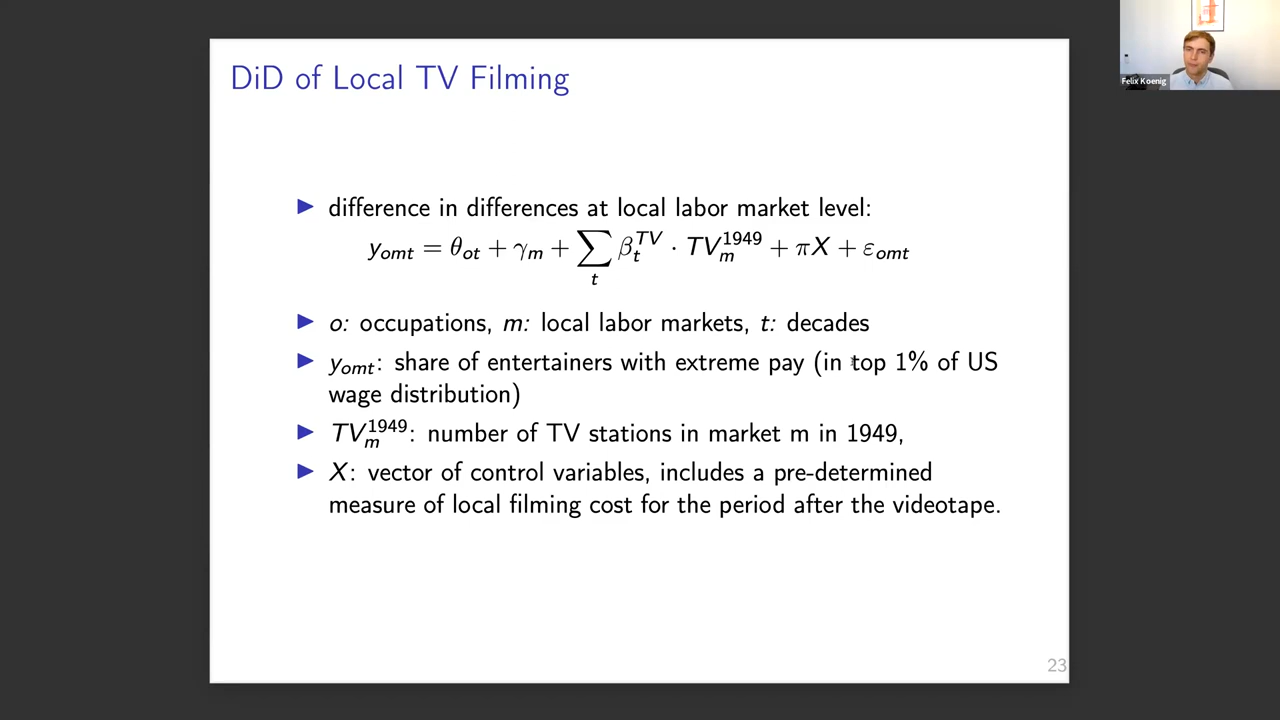 DiD of Local TV Filming
Felix Koenig
▶ difference in differences at local labor market level:
y_omt = θ_ot + γ_m + ∑_t β_t^TV · TV_m^1949 + πX + ε_omt
▶ o: occupations, m: local labor markets, t: decades
▶ y_omt: share of entertainers with extreme pay (in top 1% of US
wage distribution)
▶ TV_m^1949: number of TV stations in market m in 1949,
▶ X: vector of control variables, includes a pre-determined
measure of local filming cost for the period after the videotape.
23